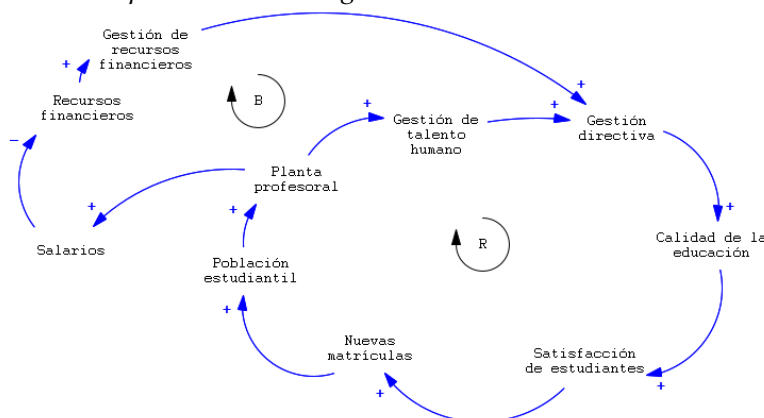 Gestión de
recursos
financieros
+
Recursos
financieros
−
+
Salarios
B
+
Gestión de
talento
humano
+
+
Gestión
directiva
Planta
profesoral
+
Población
estudiantil
+
R
+
Calidad de la
educación
Nuevas
matrículas
+
Satisfacción
de estudiantes
+